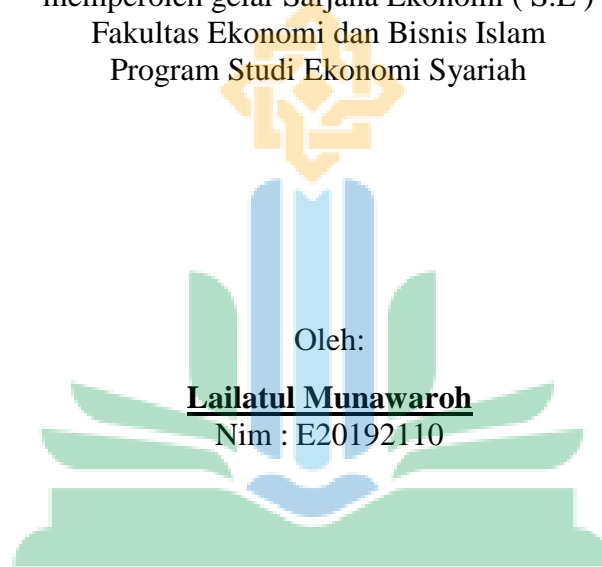 memperoleh gelar Sarjana Ekonomi ( S.E )
Fakultas Ekonomi dan Bisnis Islam
Program Studi Ekonomi Syariah
Oleh:
Lailatul Munawaroh
Nim : E20192110